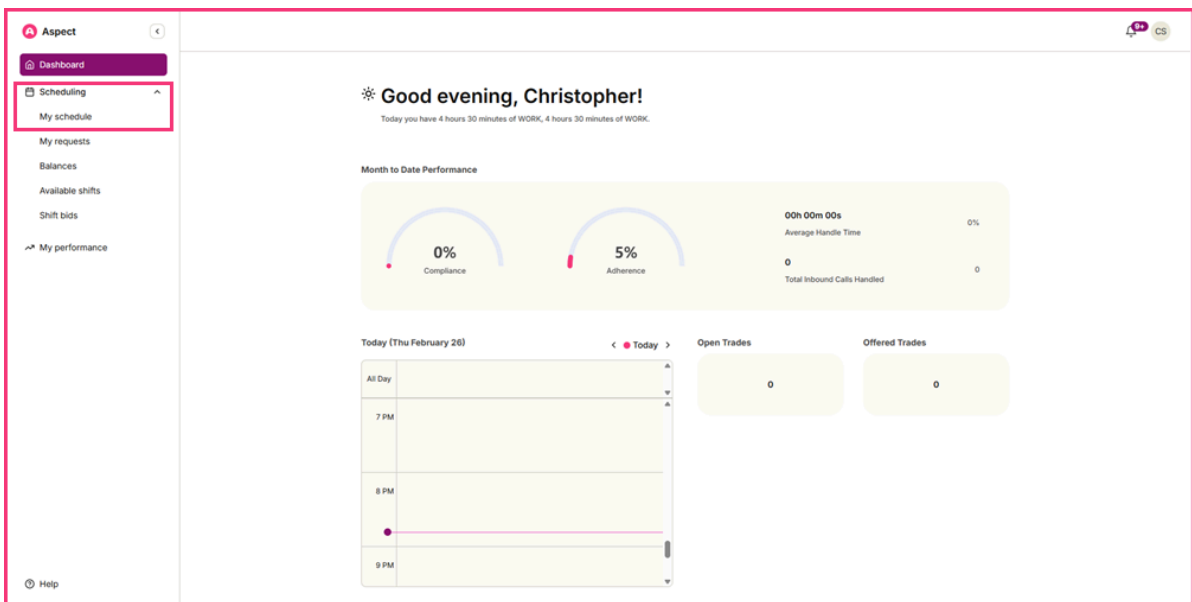 Aspect
9+
CS
Dashboard
Scheduling
My schedule
My requests
Balances
Available shifts
Shift bids
My performance
Help
Good evening, Christopher!
Today you have 4 hours 30 minutes of WORK, 4 hours 30 minutes of WORK.
Month to Date Performance
0%
Compliance
5%
Adherence
00h 00m 00s
Average Handle Time
0%
0
Total Inbound Calls Handled
0
Today (Thu February 26)
Today
All Day
7 PM
8 PM
9 PM
Open Trades
0
Offered Trades
0